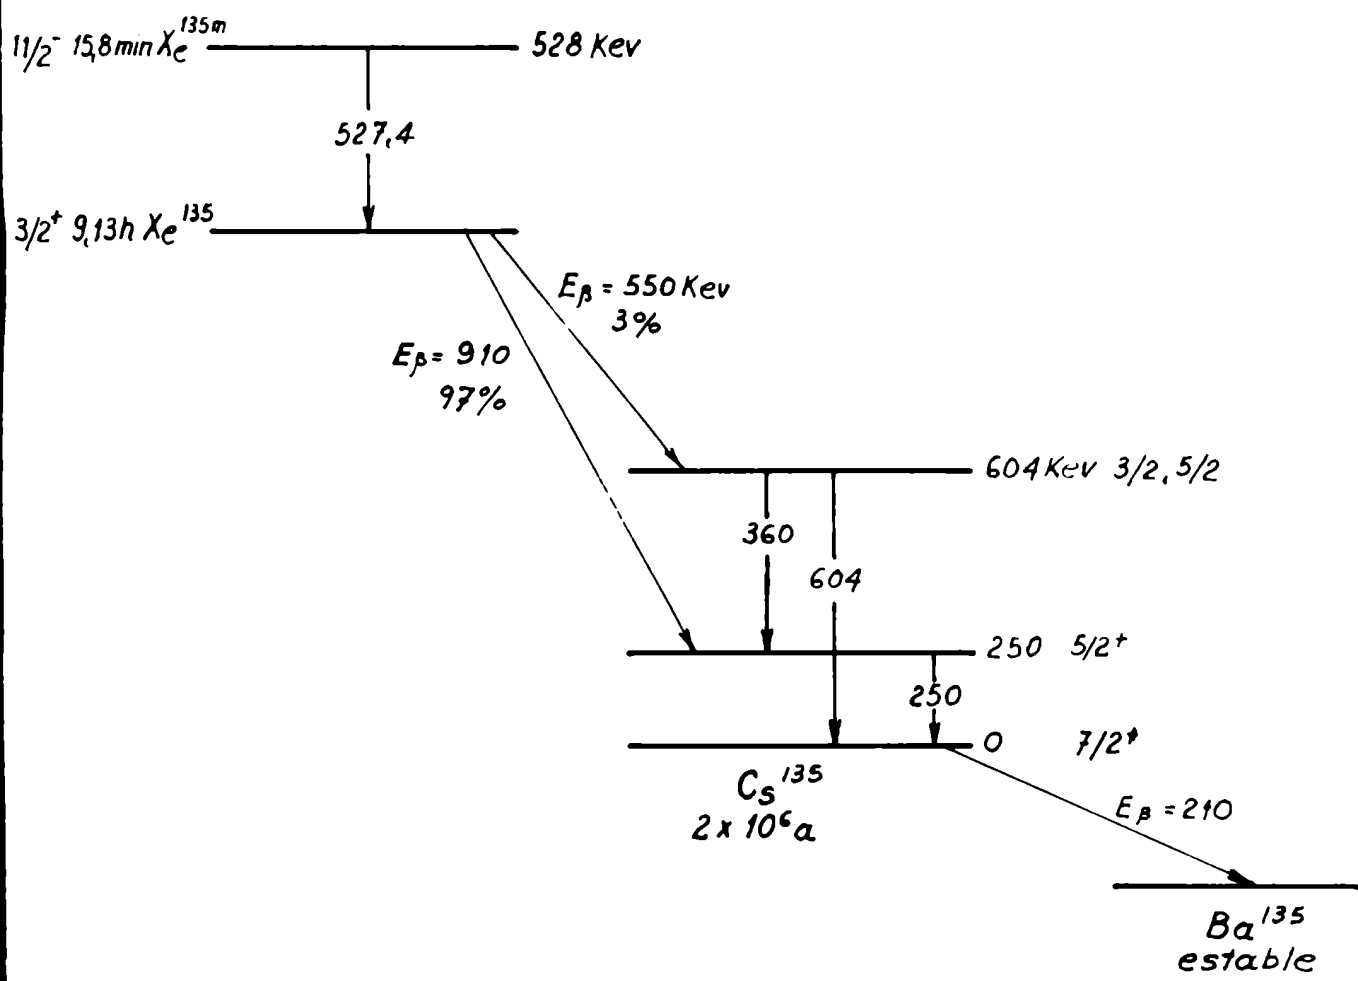 11/2⁻ 15,8 min Xe¹³⁵ᵐ
528 Kev
527,4
3/2⁺ 9,13h Xe¹³⁵
Eβ = 550 Kev
3%
Eβ = 910
97%
604 Kev 3/2, 5/2
360
604
250 5/2⁺
250
0 7/2⁺
Cs¹³⁵
2 x 10⁶ a
Eβ = 210
Ba¹³⁵
estable